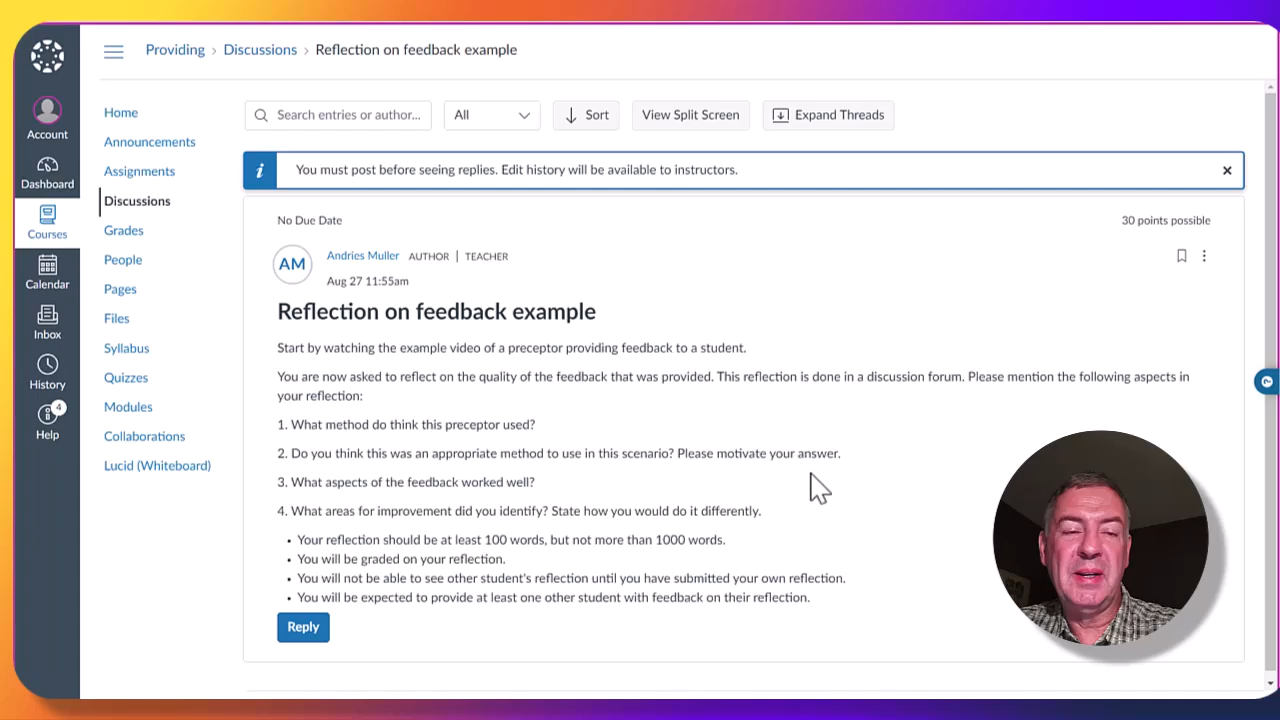 Providing › Discussions › Reflection on feedback example
Account
Dashboard
Courses
Calendar
Inbox
History
4
Help
Home
Announcements
Assignments
Discussions
Grades
People
Pages
Files
Syllabus
Quizzes
Modules
Collaborations
Lucid (Whiteboard)
Search entries or author...
All
Sort
View Split Screen
Expand Threads
i
You must post before seeing replies. Edit history will be available to instructors.
No Due Date
30 points possible
AM
Andries Muller AUTHOR | TEACHER
Aug 27 11:55am
Reflection on feedback example
Start by watching the example video of a preceptor providing feedback to a student.
You are now asked to reflect on the quality of the feedback that was provided. This reflection is done in a discussion forum. Please mention the following aspects in
your reflection:
1. What method do think this preceptor used?
2. Do you think this was an appropriate method to use in this scenario? Please motivate your answer.
3. What aspects of the feedback worked well?
4. What areas for improvement did you identify? State how you would do it differently.
• Your reflection should be at least 100 words, but not more than 1000 words.
• You will be graded on your reflection.
• You will not be able to see other student's reflection until you have submitted your own reflection.
• You will be expected to provide at least one other student with feedback on their reflection.
Reply